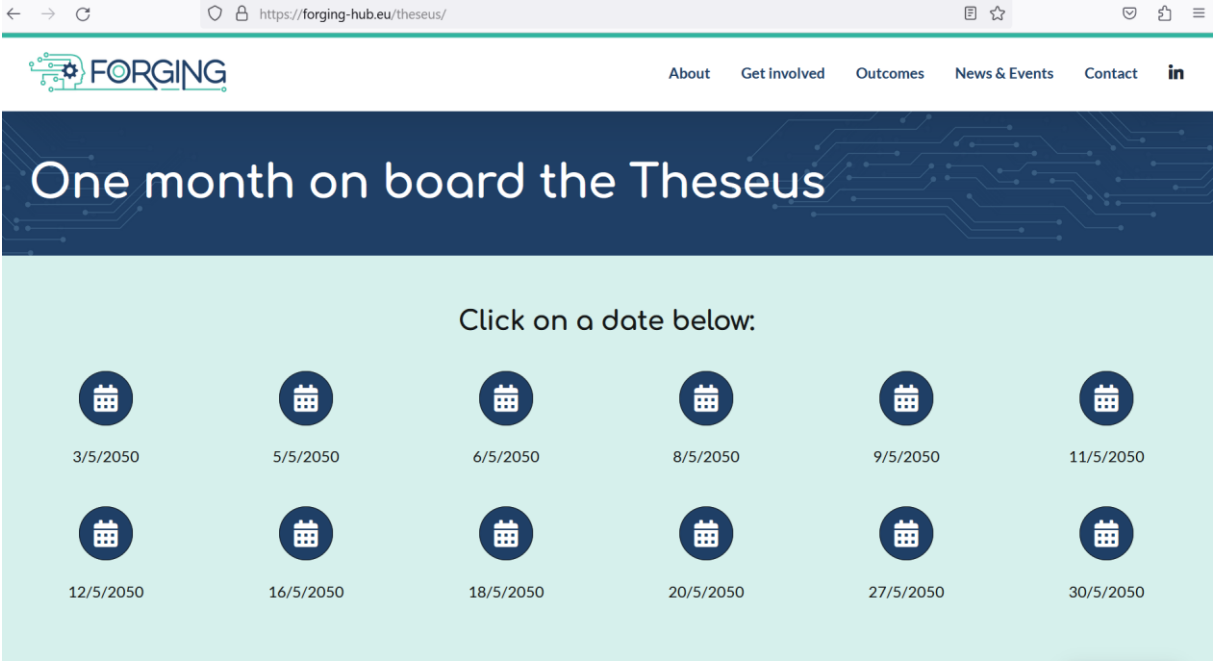 https://forging-hub.eu/theseus/
FORGING
About Get involved Outcomes News & Events Contact in
One month on board the Theseus
Click on a date below:
3/5/2050 5/5/2050 6/5/2050 8/5/2050 9/5/2050 11/5/2050
12/5/2050 16/5/2050 18/5/2050 20/5/2050 27/5/2050 30/5/2050